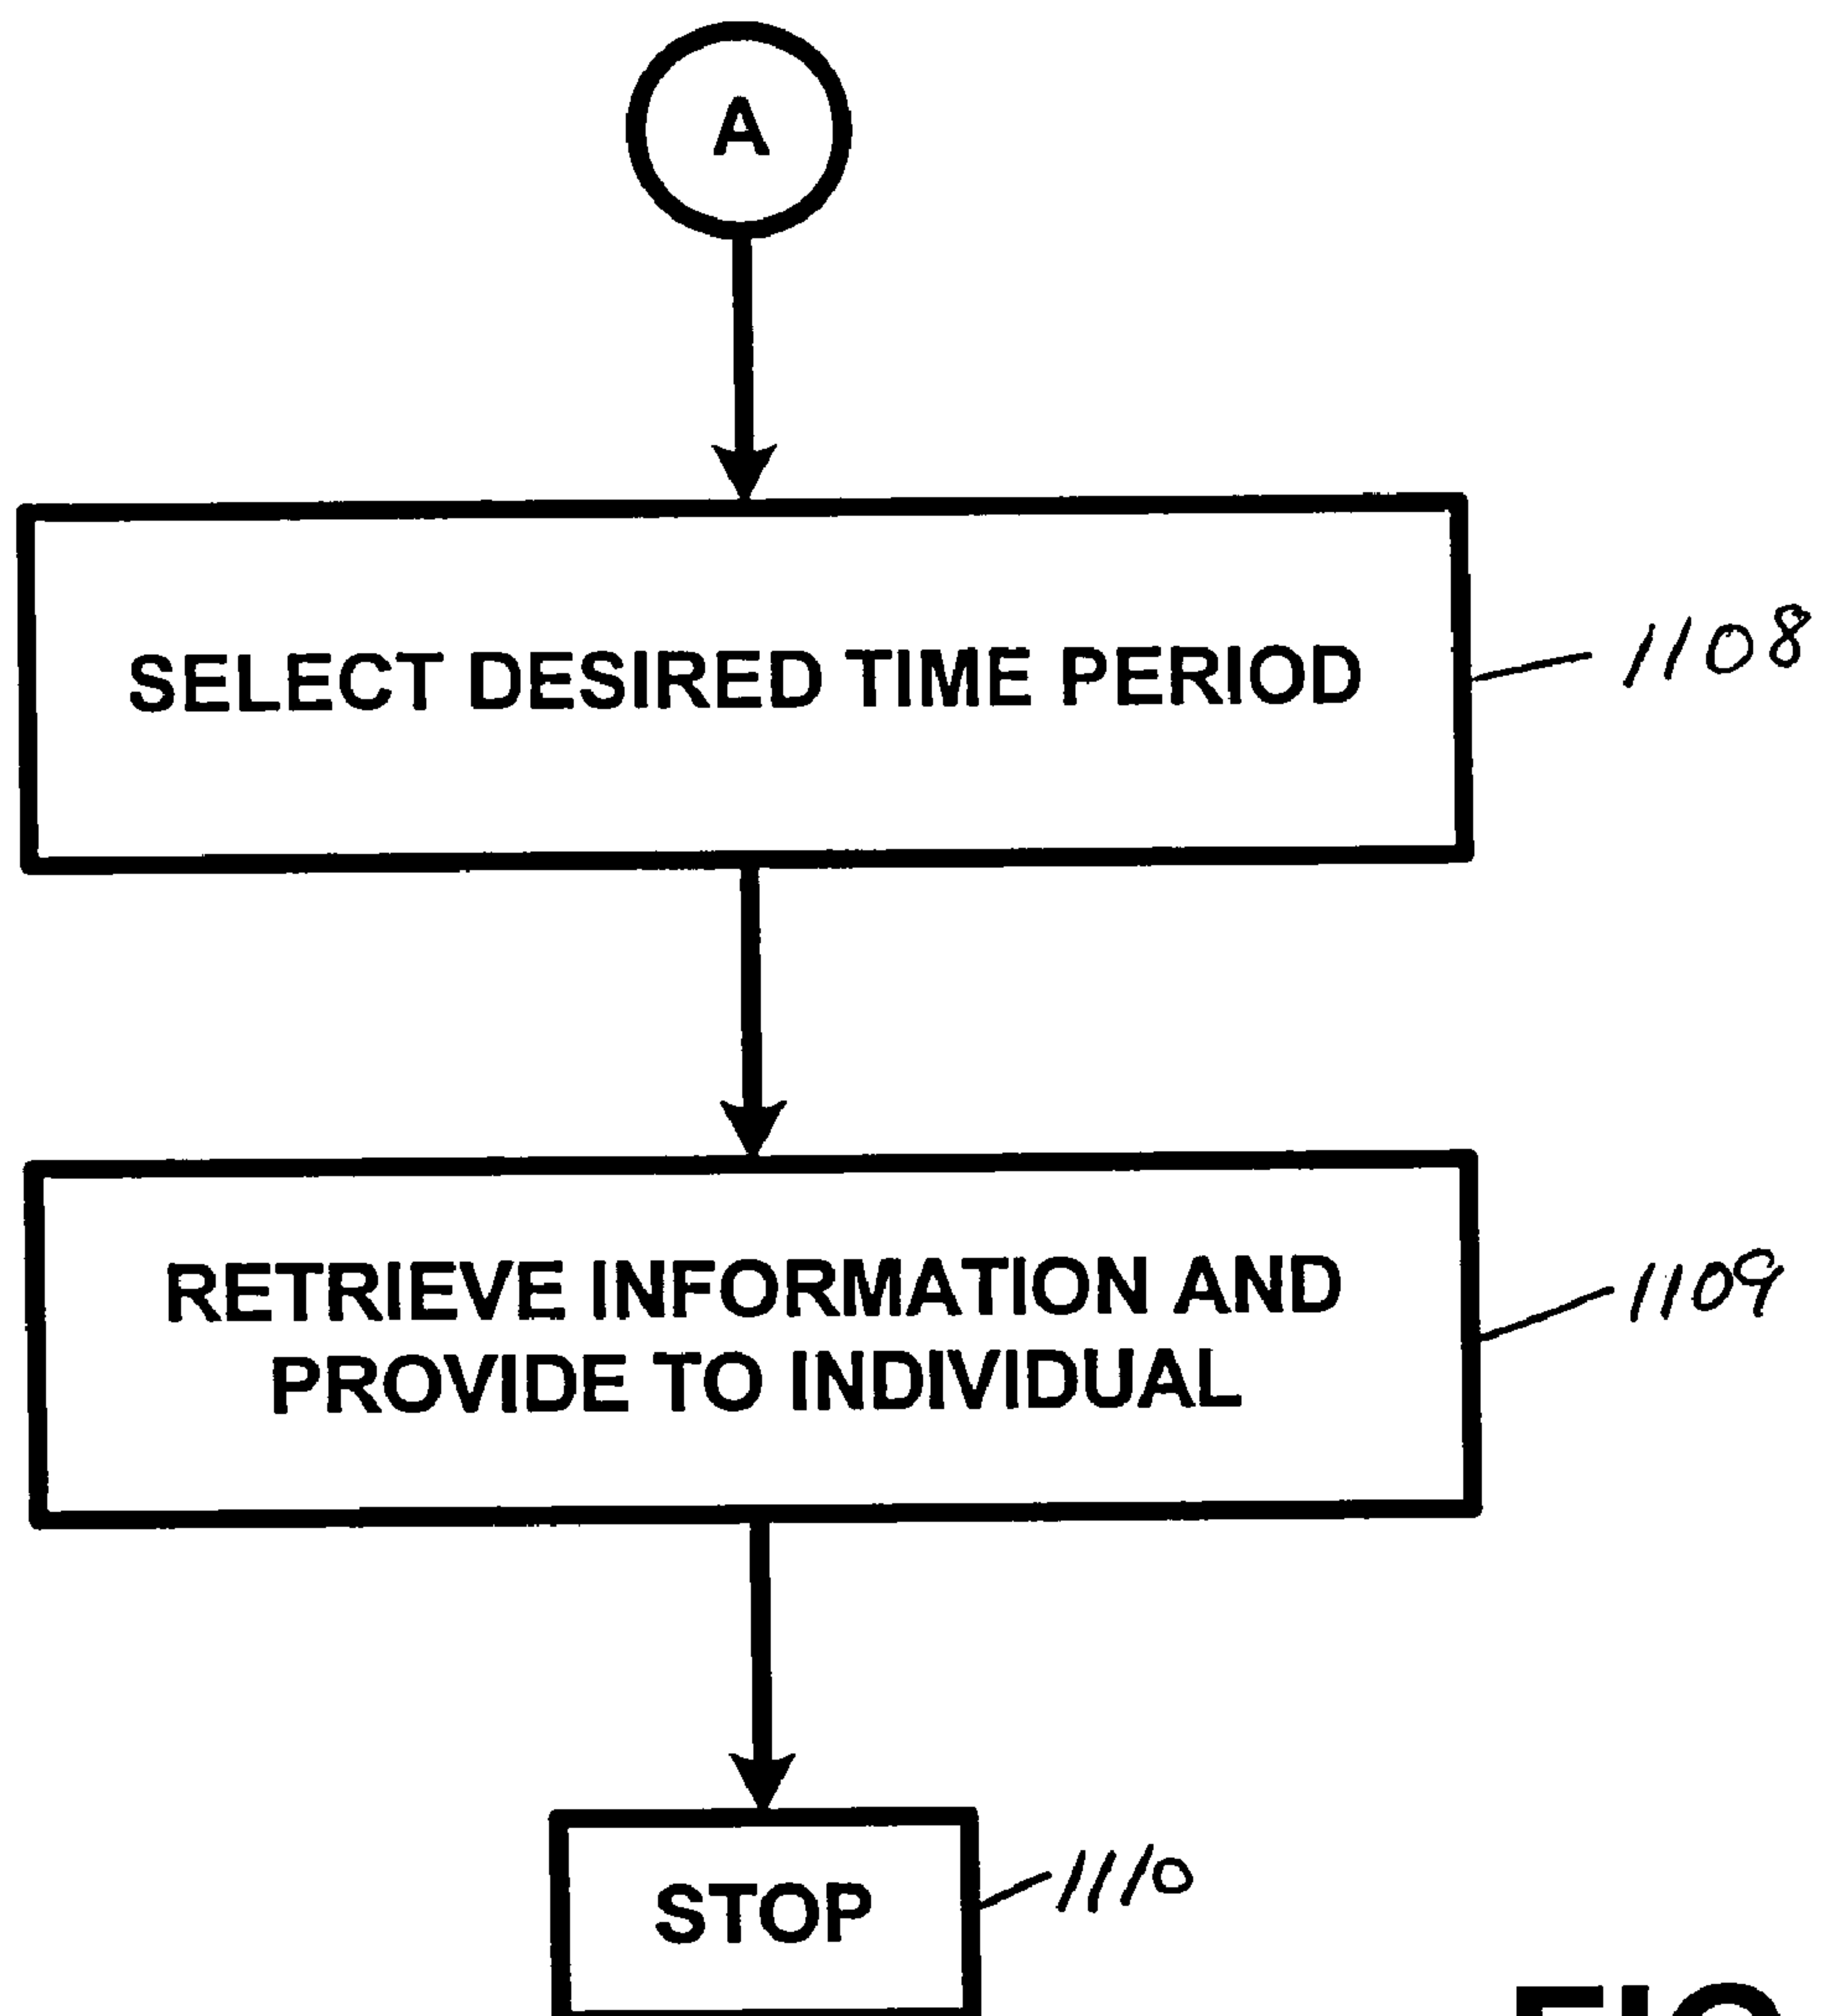 A
SELECT DESIRED TIME PERIOD
1108
RETRIEVE INFORMATION AND
PROVIDE TO INDIVIDUAL
1109
STOP
1110